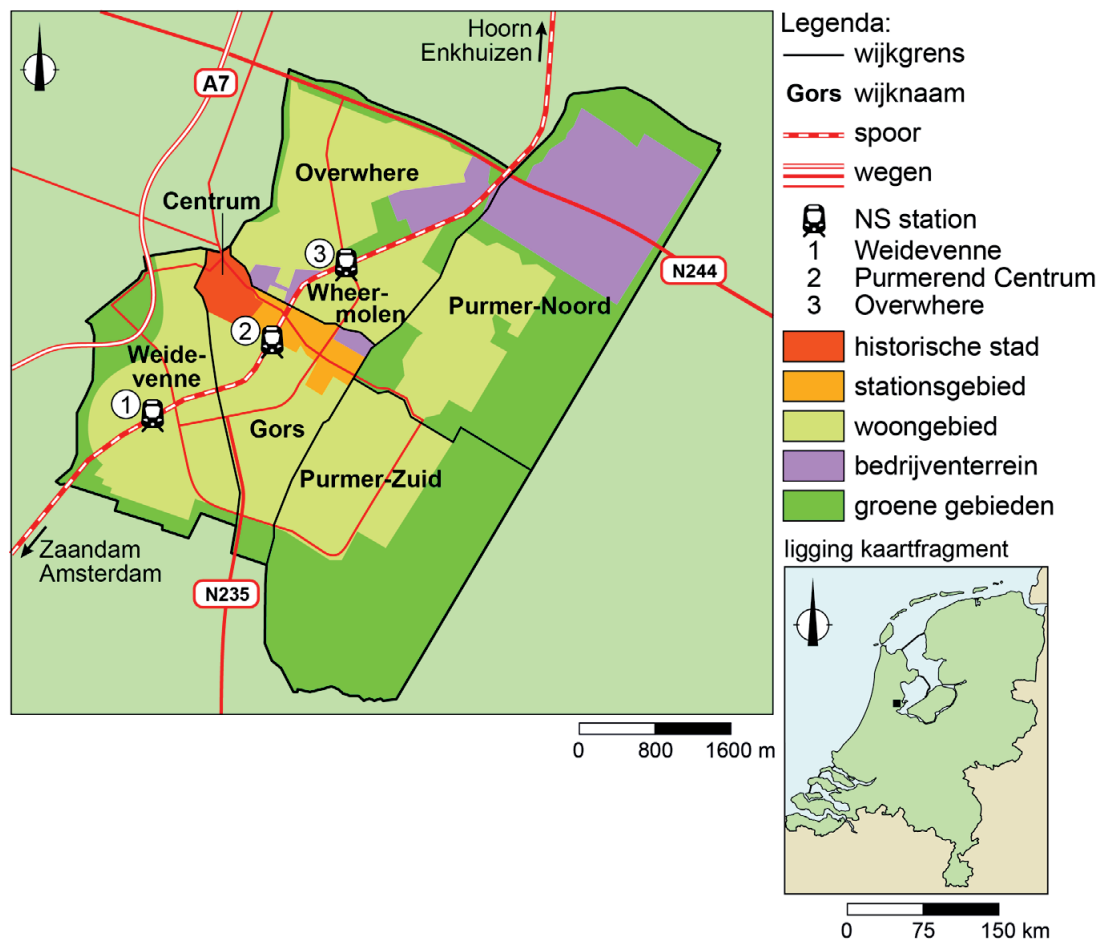 Hoorn
Enkhuizen
A7
Overwhere
Centrum
3
Wheer-
molen
N244
Purmer-Noord
2
Weide-
venne
1
Gors
Purmer-Zuid
Zaandam
Amsterdam
N235
0 800 1600 m
Legenda:
wijkgrens
Gors wijknaam
spoor
wegen
NS station
1 Weidevenne
2 Purmerend Centrum
3 Overwhere
historische stad
stationsgebied
woongebied
bedrijventerrein
groene gebieden
ligging kaartfragment
0 75 150 km